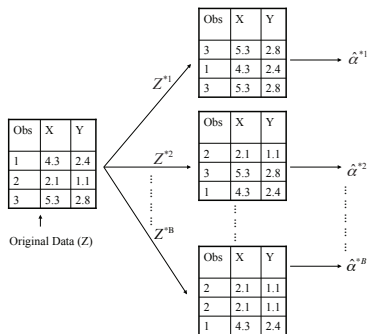 Obs X Y
3 5.3 2.8
1 4.3 2.4
3 5.3 2.8
Z*1
α̂*1
Obs X Y
1 4.3 2.4
2 2.1 1.1
3 5.3 2.8
Original Data (Z)
Z*2
Obs X Y
2 2.1 1.1
3 5.3 2.8
1 4.3 2.4
α̂*2
Z*B
Obs X Y
2 2.1 1.1
2 2.1 1.1
1 4.3 2.4
α̂*B